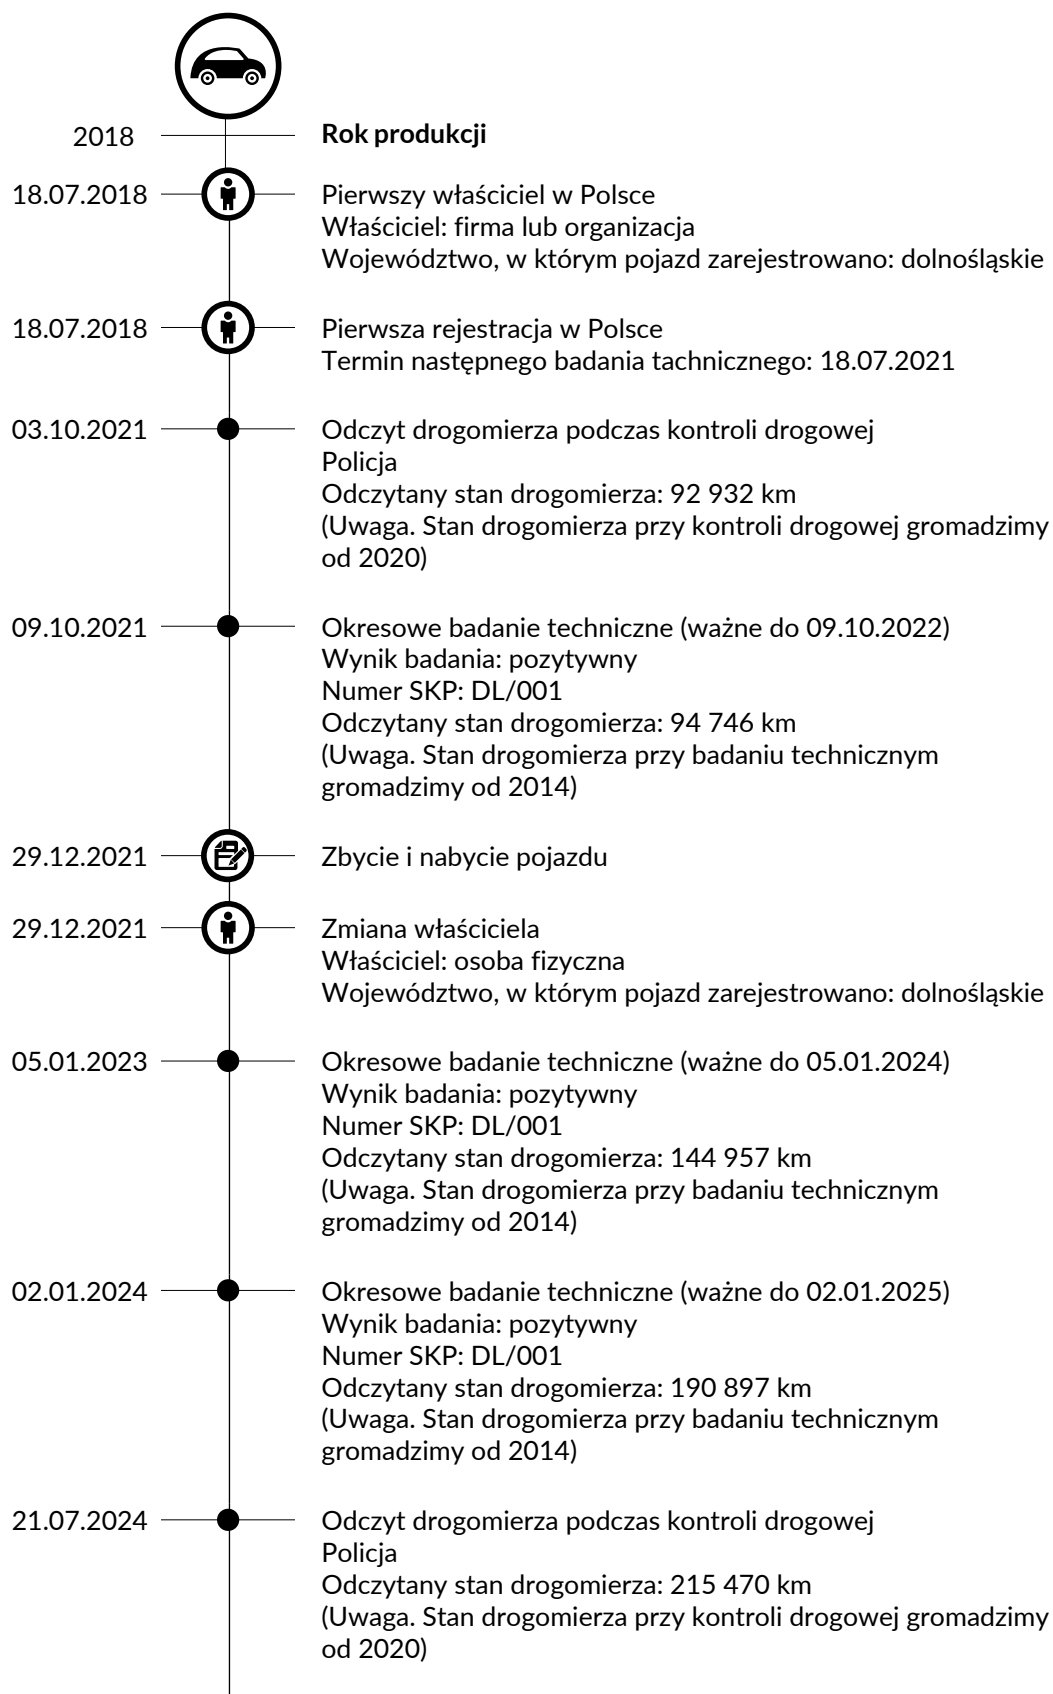 2018 Rok produkcji
18.07.2018 Pierwszy właściciel w Polsce
Właściciel: firma lub organizacja
Województwo, w którym pojazd zarejestrowano: dolnośląskie
18.07.2018 Pierwsza rejestracja w Polsce
Termin następnego badania tachnicznego: 18.07.2021
03.10.2021 Odczyt drogomierza podczas kontroli drogowej
Policja
Odczytany stan drogomierza: 92 932 km
(Uwaga. Stan drogomierza przy kontroli drogowej gromadzimy
od 2020)
09.10.2021 Okresowe badanie techniczne (ważne do 09.10.2022)
Wynik badania: pozytywny
Numer SKP: DL/001
Odczytany stan drogomierza: 94 746 km
(Uwaga. Stan drogomierza przy badaniu technicznym
gromadzimy od 2014)
29.12.2021 Zbycie i nabycie pojazdu
29.12.2021 Zmiana właściciela
Właściciel: osoba fizyczna
Województwo, w którym pojazd zarejestrowano: dolnośląskie
05.01.2023 Okresowe badanie techniczne (ważne do 05.01.2024)
Wynik badania: pozytywny
Numer SKP: DL/001
Odczytany stan drogomierza: 144 957 km
(Uwaga. Stan drogomierza przy badaniu technicznym
gromadzimy od 2014)
02.01.2024 Okresowe badanie techniczne (ważne do 02.01.2025)
Wynik badania: pozytywny
Numer SKP: DL/001
Odczytany stan drogomierza: 190 897 km
(Uwaga. Stan drogomierza przy badaniu technicznym
gromadzimy od 2014)
21.07.2024 Odczyt drogomierza podczas kontroli drogowej
Policja
Odczytany stan drogomierza: 215 470 km
(Uwaga. Stan drogomierza przy kontroli drogowej gromadzimy
od 2020)